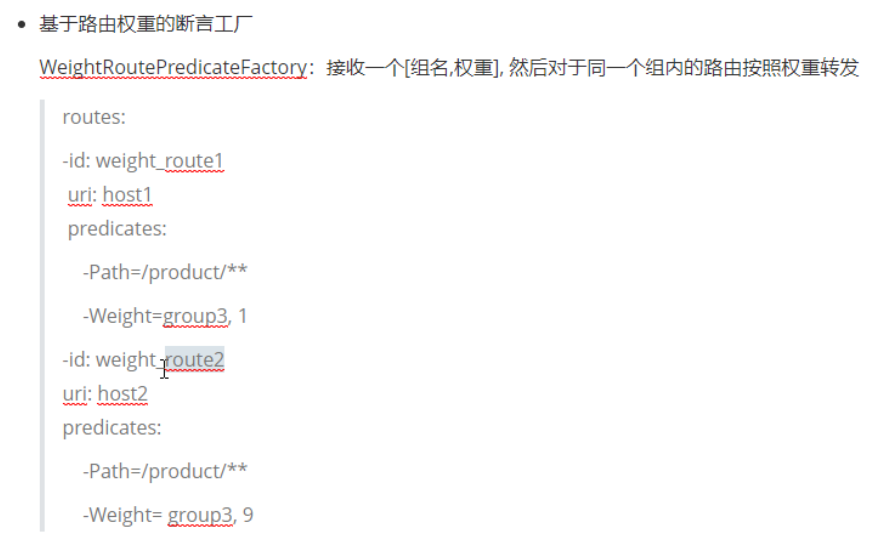 基于路由权重的断言工厂
WeightRoutePredicateFactory：接收一个[组名,权重], 然后对于同一个组内的路由按照权重转发
routes:
-id: weight_route1
uri: host1
predicates:
-Path=/product/**
-Weight=group3, 1
-id: weight_route2
uri: host2
predicates:
-Path=/product/**
-Weight= group3, 9